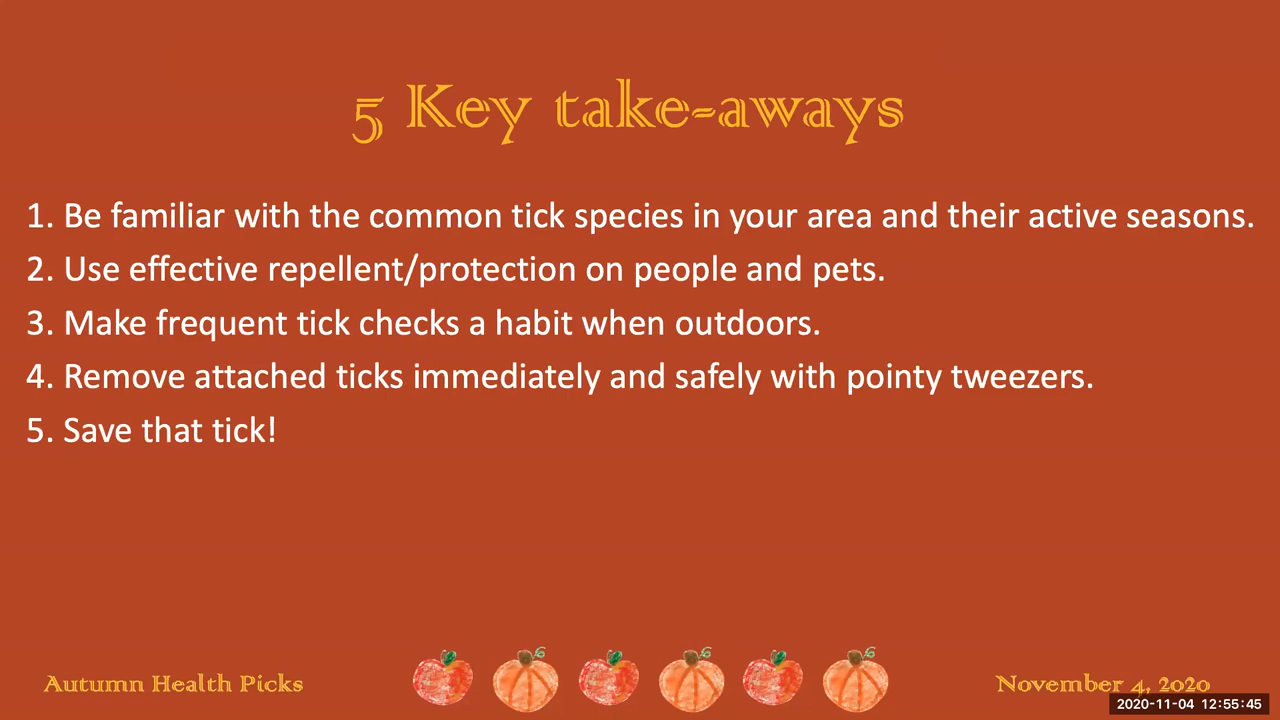 5 Key take-aways
1. Be familiar with the common tick species in your area and their active seasons.
2. Use effective repellent/protection on people and pets.
3. Make frequent tick checks a habit when outdoors.
4. Remove attached ticks immediately and safely with pointy tweezers.
5. Save that tick!
Autumn Health Picks
November 4, 2020
2020-11-04 12:55:45